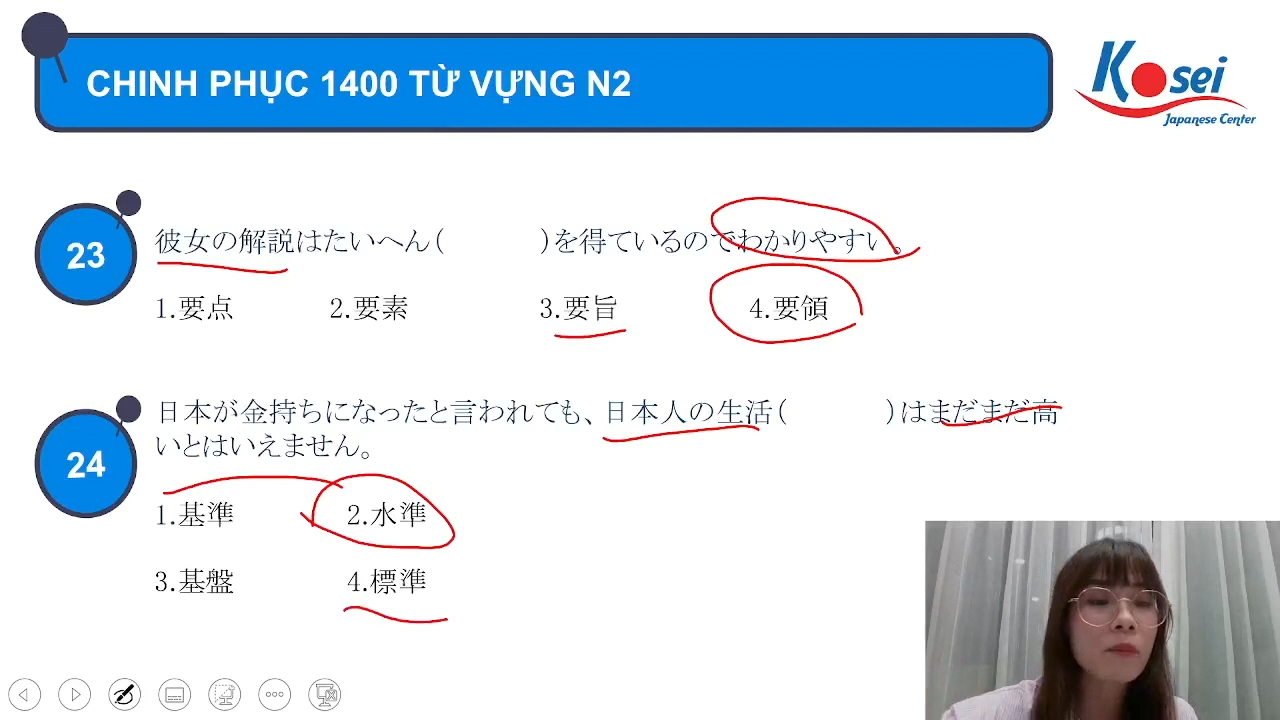 CHINH PHỤC 1400 TỪ VỰNG N2
Kosei
Japanese Center
23
彼女の解説はたいへん( )を得ているのでわかりやすい。
1.要点 2.要素 3.要旨 4.要領
24
日本が金持ちになったと言われても、日本人の生活( )はまだまだ高
いとはいえません。
1.基準 2.水準
3.基盤 4.標準